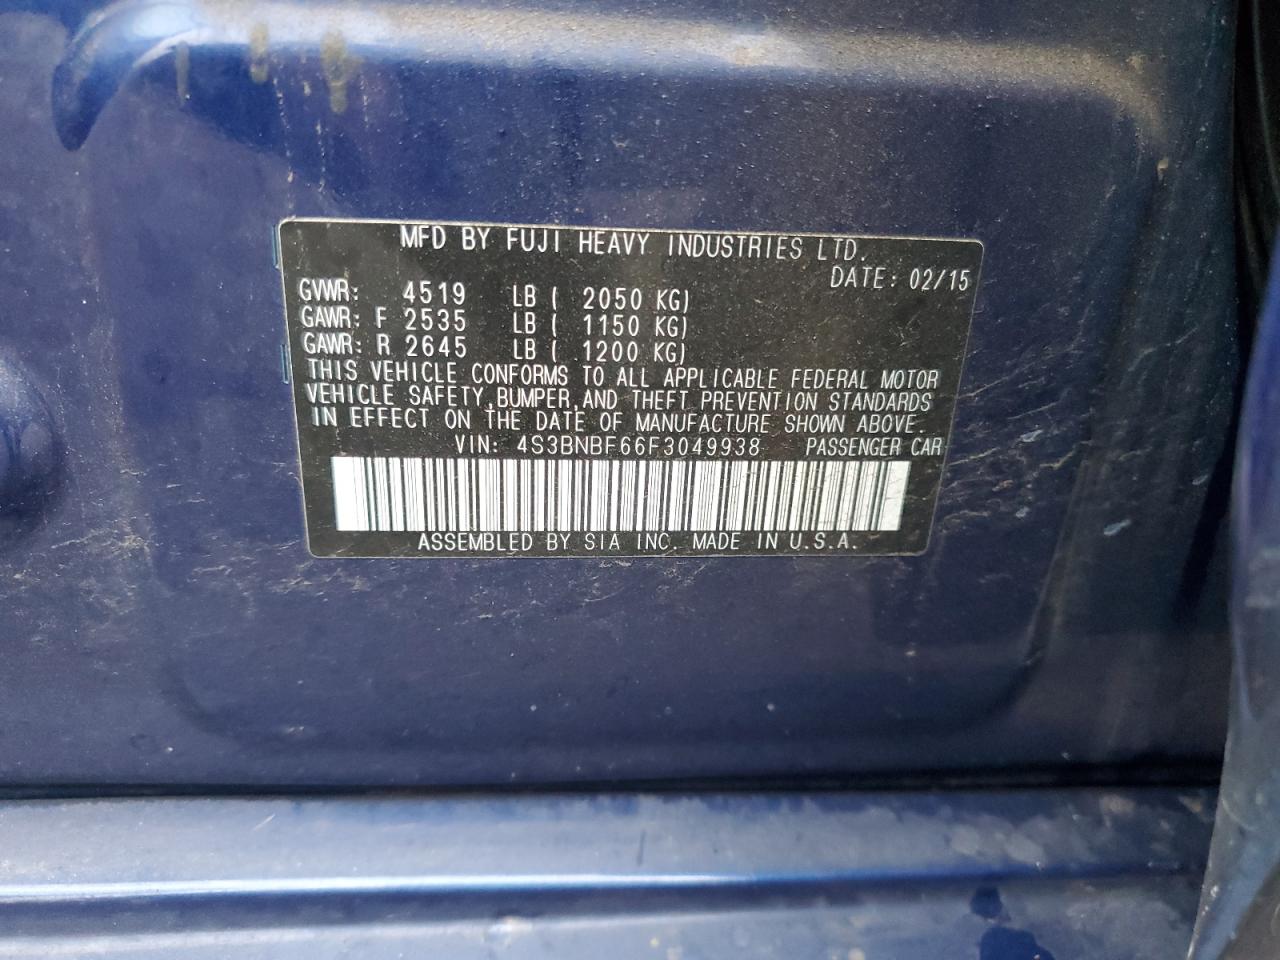 MFD BY FUJI HEAVY INDUSTRIES LTD.
DATE: 02/15
GVWR: 4519 LB ( 2050 KG)
GAWR: F 2535 LB ( 1150 KG)
GAWR: R 2645 LB ( 1200 KG)
THIS VEHICLE CONFORMS TO ALL APPLICABLE FEDERAL MOTOR
VEHICLE SAFETY,BUMPER,AND THEFT PREVENTION STANDARDS
IN EFFECT ON THE DATE OF MANUFACTURE SHOWN ABOVE.
VIN: 4S3BNBF66F3049938 PASSENGER CAR
ASSEMBLED BY SIA INC. MADE IN U.S.A.